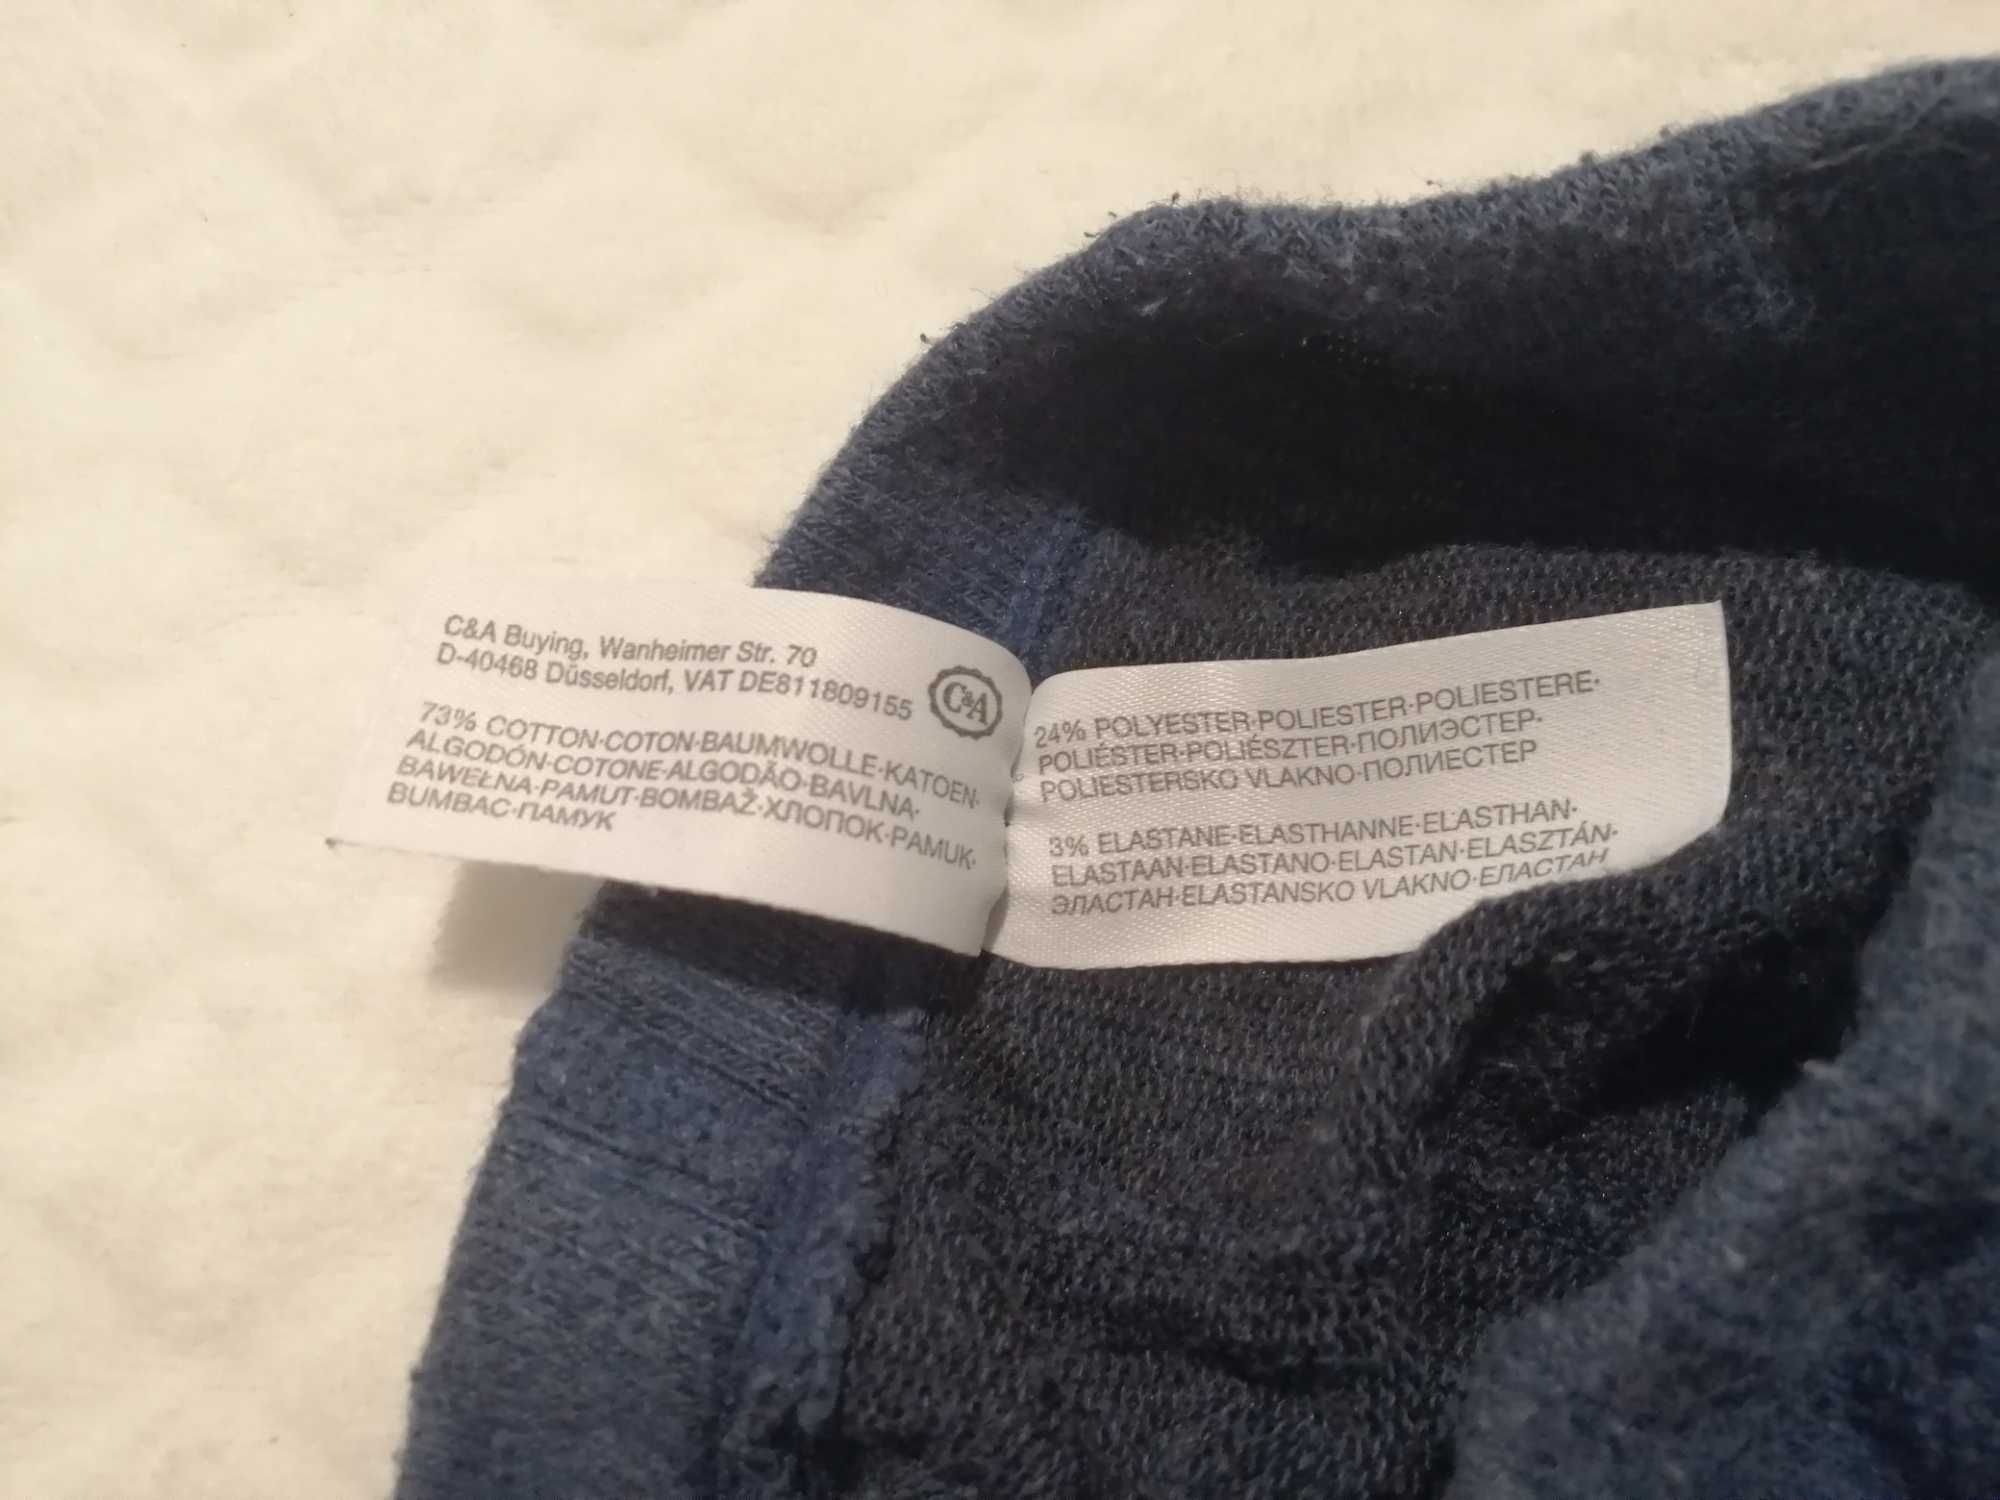 C&A Buying, Wanheimer Str. 70
D-40468 Düsseldorf, VAT DE811809155
C&A
73% COTTON·COTON·BAUMWOLLE·KATOEN·
ALGODÓN·COTONE·ALGODÃO·BAVLNA·
BAWEŁNA·PAMUT·BOMBAŽ·ХЛОПОК·PAMUK·
BUMBAC·ПАМУК
24% POLYESTER·POLIESTER·POLIESTERE·
POLIÉSTER·POLIÉSZTER·ПОЛИЭСТЕР·
POLIESTERSKO VLAKNO·ПОЛИЕСТЕР
3% ELASTANE·ELASTHANNE·ELASTHAN·
ELASTAAN·ELASTANO·ELASTAN·ELASZTÁN·
ЭЛАСТАН·ELASTANSKO VLAKNO·ЕЛАСТАН